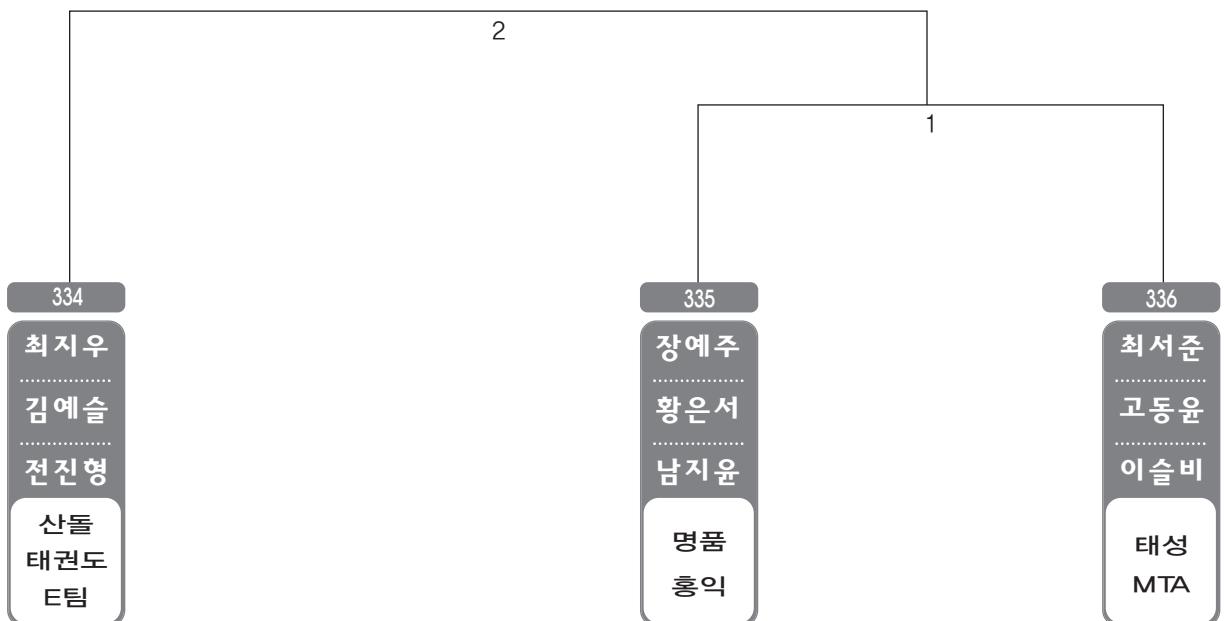 2
1
334
최지우
김예슬
전진형
산돌
태권도
E팀
335
장예주
황은서
남지윤
명품
홍익
336
최서준
고동윤
이슬비
태성
MTA